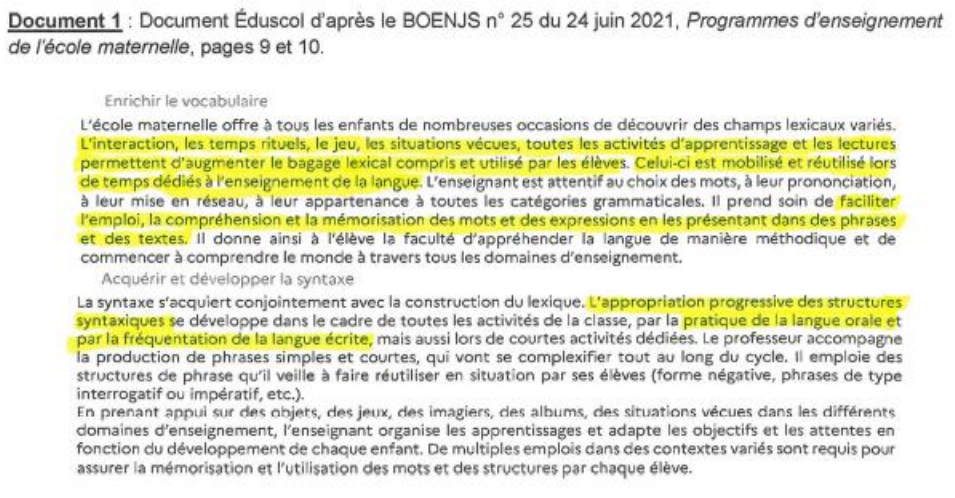 Document 1 : Document Éduscol d'après le BOENJS n° 25 du 24 juin 2021, Programmes d'enseignement
de l'école maternelle, pages 9 et 10.
Enrichir le vocabulaire
L'école maternelle offre à tous les enfants de nombreuses occasions de découvrir des champs lexicaux variés.
L'interaction, les temps rituels, le jeu, les situations vécues, toutes les activités d'apprentissage et les lectures
permettent d'augmenter le bagage lexical compris et utilisé par les élèves. Celui-ci est mobilisé et réutilisé lors
de temps dédiés à l'enseignement de la langue. L'enseignant est attentif au choix des mots, à leur prononciation,
à leur mise en réseau, à leur appartenance à toutes les catégories grammaticales. Il prend soin de faciliter
l'emploi, la compréhension et la mémorisation des mots et des expressions en les présentant dans des phrases
et des textes. Il donne ainsi à l'élève la faculté d'appréhender la langue de manière méthodique et de
commencer à comprendre le monde à travers tous les domaines d'enseignement.
Acquérir et développer la syntaxe
La syntaxe s'acquiert conjointement avec la construction du lexique. L'appropriation progressive des structures
syntaxiques se développe dans le cadre de toutes les activités de la classe, par la pratique de la langue orale et
par la fréquentation de la langue écrite, mais aussi lors de courtes activités dédiées. Le professeur accompagne
la production de phrases simples et courtes, qui vont se complexifier tout au long du cycle. Il emploie des
structures de phrase qu'il veille à faire réutiliser en situation par ses élèves (forme négative, phrases de type
interrogatif ou impératif, etc.).
En prenant appui sur des objets, des jeux, des imagiers, des albums, des situations vécues dans les différents
domaines d'enseignement, l'enseignant organise les apprentissages et adapte les objectifs et les attentes en
fonction du développement de chaque enfant. De multiples emplois dans des contextes variés sont requis pour
assurer la mémorisation et l'utilisation des mots et des structures par chaque élève.